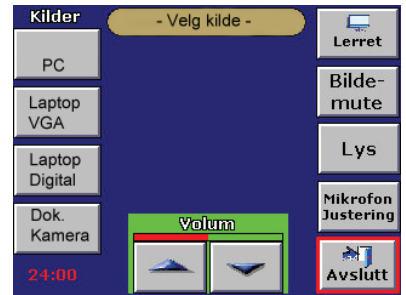 Kilder
- Velg kilde -
PC
Laptop
VGA
Laptop
Digital
Dok.
Kamera
24:00
Volum
Lerret
Bilde-
mute
Lys
Mikrofon
Justering
Avslutt